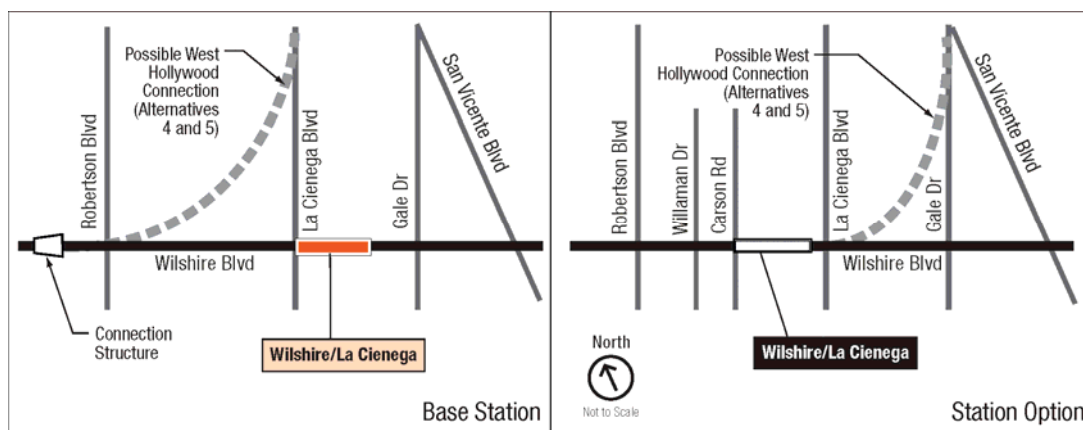 Possible West
Hollywood
Connection
(Alternatives
4 and 5)
Robertson Blvd
La Cienega Blvd
Gale Dr
San Vicente Blvd
Wilshire Blvd
Connection
Structure
Wilshire/La Cienega
Base Station
Possible West
Hollywood Connection
(Alternatives
4 and 5)
Robertson Blvd
Willaman Dr
Carson Rd
La Cienega Blvd
Gale Dr
San Vicente Blvd
Wilshire Blvd
Wilshire/La Cienega
North
Not to Scale
Station Option